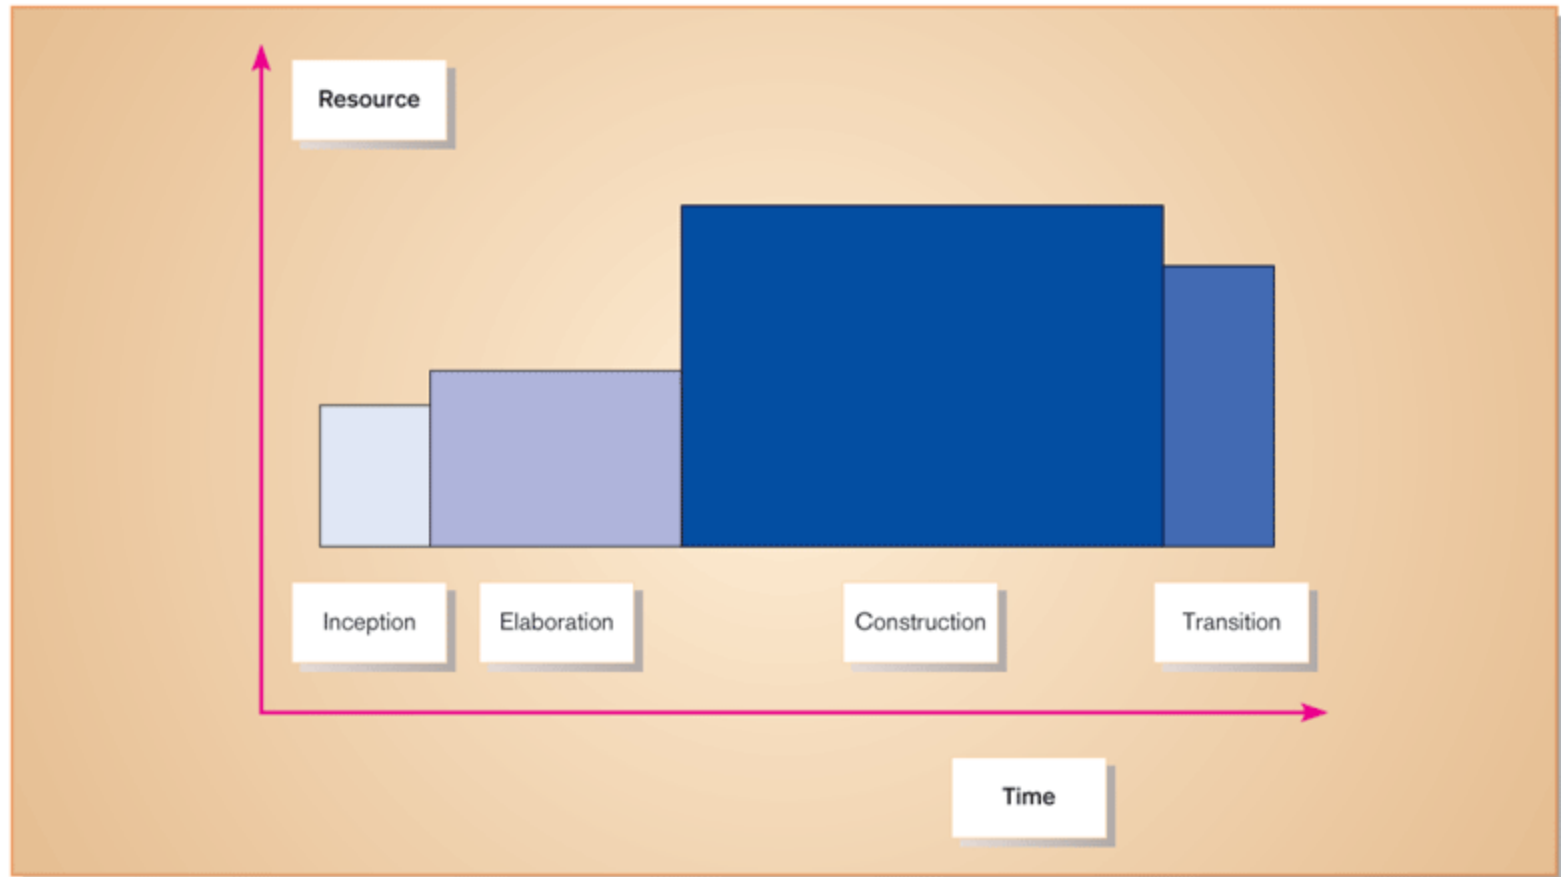 Resource
Inception
Elaboration
Construction
Transition
Time